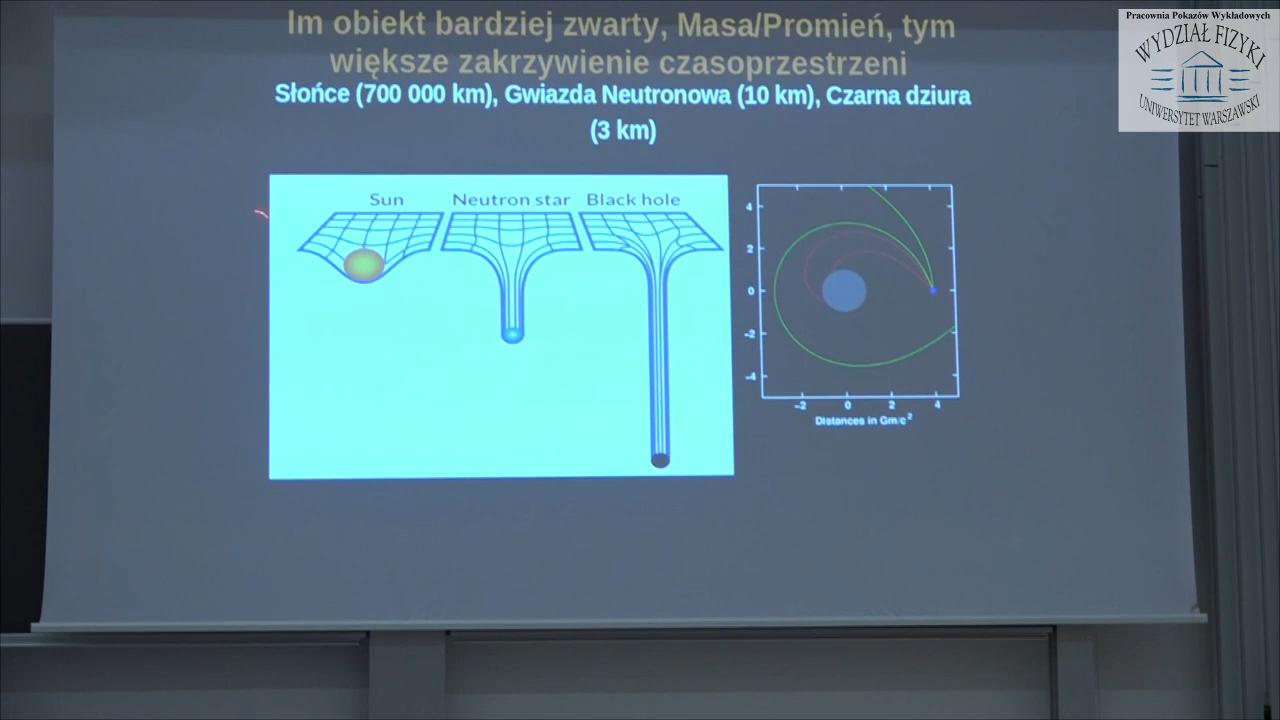 Im obiekt bardziej zwarty, Masa/Promień, tym
większe zakrzywienie czasoprzestrzeni
Słońce (700 000 km), Gwiazda Neutronowa (10 km), Czarna dziura
(3 km)
Sun
Neutron star
Black hole
4
2
0
-2
-4
-2
0
2
4
Distances in Gm/c²
Pracownia Pokazów Wykładowych
WYDZIAŁ FIZYKI
UNIWERSYTET WARSZAWSKI